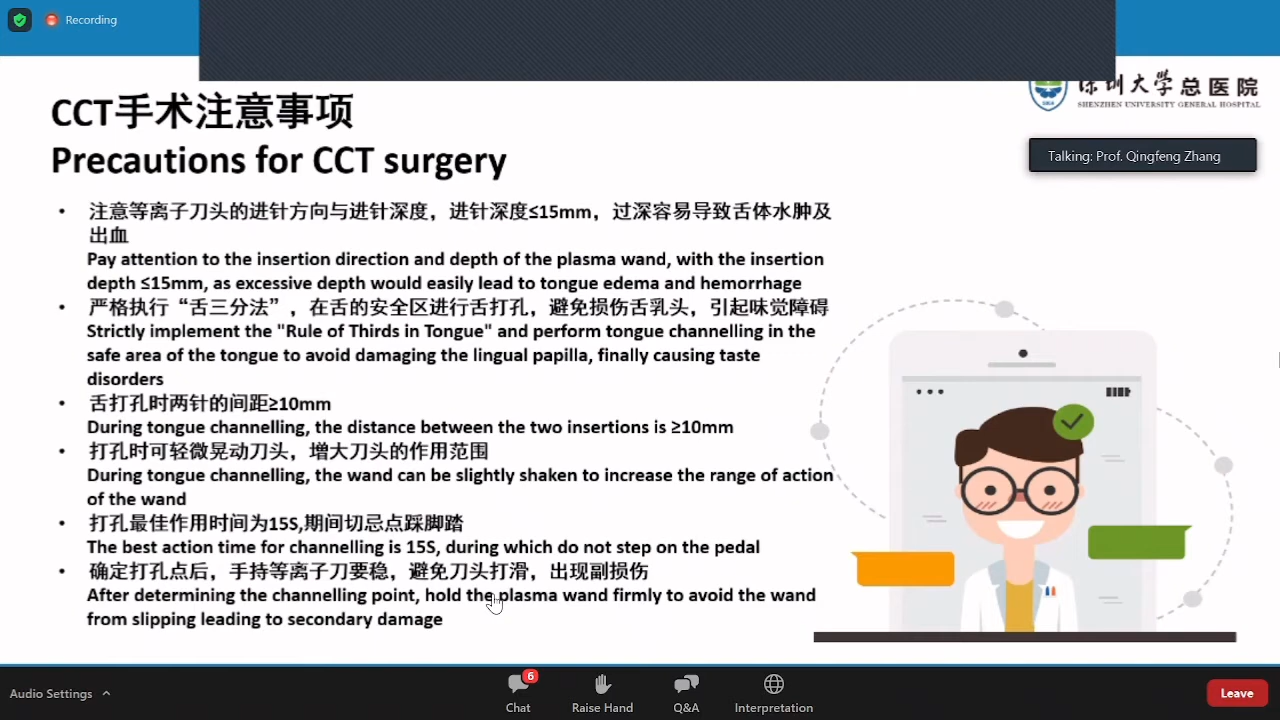 Recording
深圳大学总医院
SHENZHEN UNIVERSITY GENERAL HOSPITAL
CCT手术注意事项
Precautions for CCT surgery
Talking: Prof. Qingfeng Zhang
• 注意等离子刀头的进针方向与进针深度，进针深度≤15mm，过深容易导致舌体水肿及
出血
Pay attention to the insertion direction and depth of the plasma wand, with the insertion
depth ≤15mm, as excessive depth would easily lead to tongue edema and hemorrhage
• 严格执行“舌三分法”，在舌的安全区进行舌打孔，避免损伤舌乳头，引起味觉障碍
Strictly implement the "Rule of Thirds in Tongue" and perform tongue channelling in the
safe area of the tongue to avoid damaging the lingual papilla, finally causing taste
disorders
• 舌打孔时两针的间距≥10mm
During tongue channelling, the distance between the two insertions is ≥10mm
• 打孔时可轻微晃动刀头，增大刀头的作用范围
During tongue channelling, the wand can be slightly shaken to increase the range of action
of the wand
• 打孔最佳作用时间为15S,期间切忌点踩脚踏
The best action time for channelling is 15S, during which do not step on the pedal
• 确定打孔点后，手持等离子刀要稳，避免刀头打滑，出现副损伤
After determining the channelling point, hold the plasma wand firmly to avoid the wand
from slipping leading to secondary damage
Audio Settings
6
Chat
Raise Hand
Q&A
Interpretation
Leave